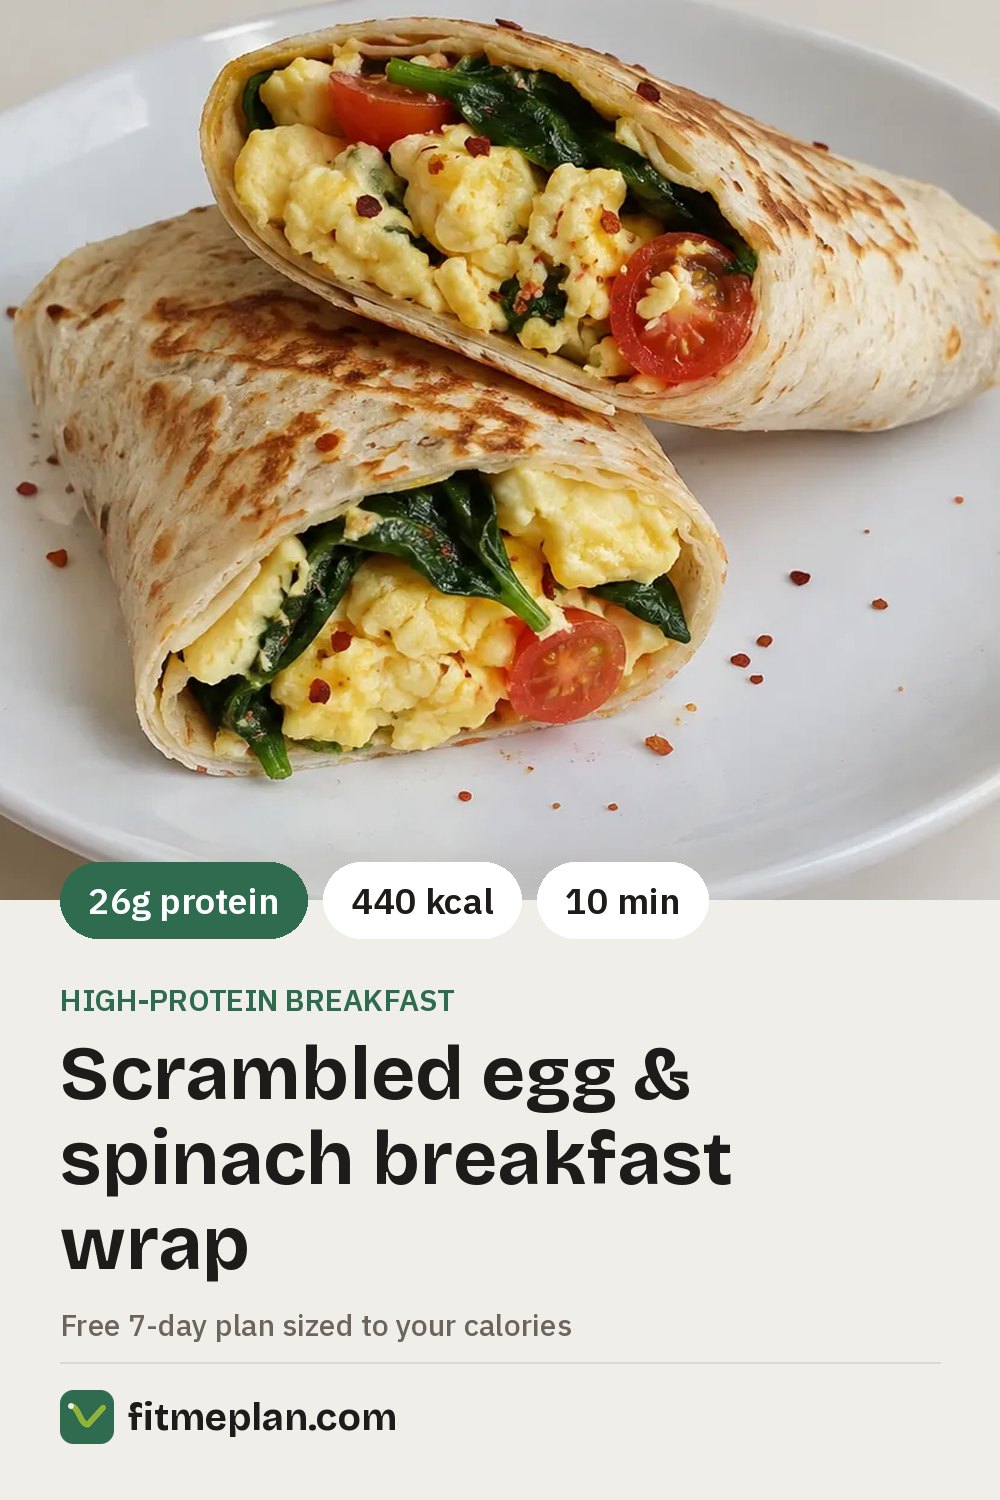 26g protein
440 kcal
10 min
HIGH-PROTEIN BREAKFAST
Scrambled egg &
spinach breakfast
wrap
Free 7-day plan sized to your calories
fitmeplan.com